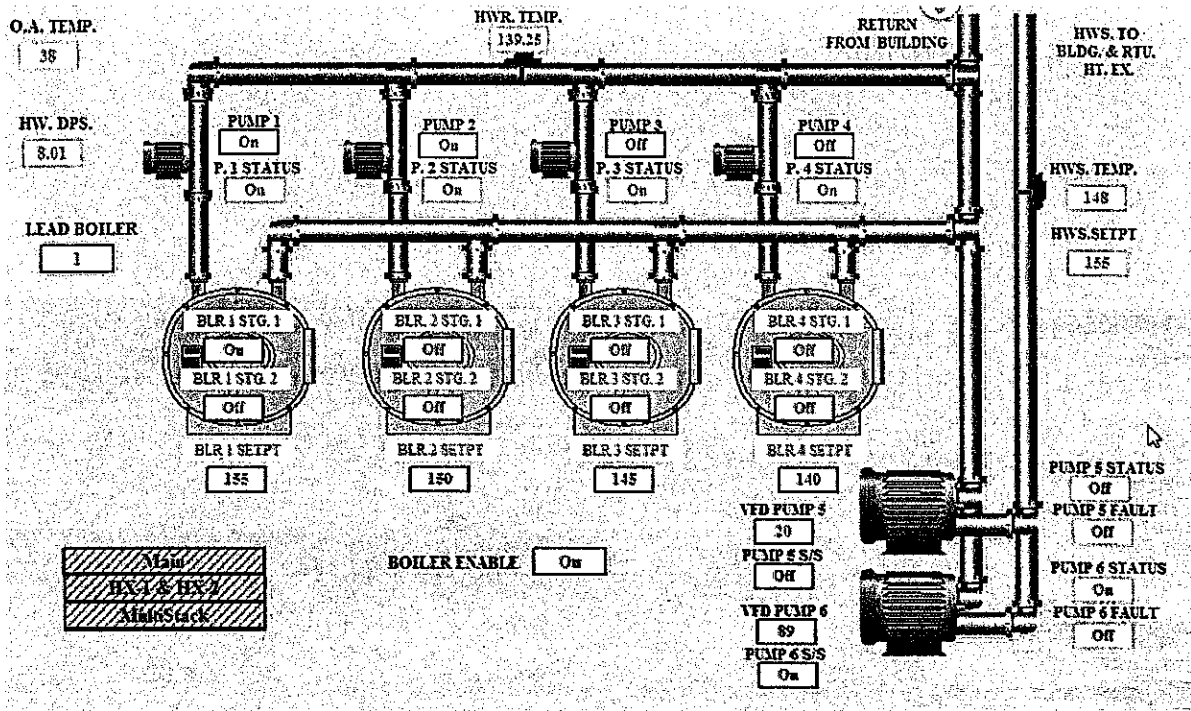 O.A. TEMP.
38
HWR. TEMP.
139.25
RETURN
FROM BUILDING
HWS. TO
BLDG. & RTU.
HT. EX.
HW. DPS.
8.01
PUMP 1
On
P. 1 STATUS
On
PUMP 2
On
P. 2 STATUS
On
PUMP 3
Off
P. 3 STATUS
On
PUMP 4
Off
P. 4 STATUS
On
HWS. TEMP.
148
HWS.SETPT
155
LEAD BOILER
1
BLR 1 STG. 1
On
BLR 1 STG. 2
Off
BLR 1 SETPT
155
BLR 2 STG. 1
Off
BLR 2 STG. 2
Off
BLR 2 SETPT
150
BLR 3 STG. 1
Off
BLR 3 STG. 2
Off
BLR 3 SETPT
145
BLR 4 STG. 1
Off
BLR 4 STG. 2
Off
BLR 4 SETPT
140
VFD PUMP 5
20
PUMP 5 S/S
Off
VFD PUMP 6
89
PUMP 6 S/S
On
PUMP 5 STATUS
Off
PUMP 5 FAULT
Off
PUMP 6 STATUS
On
PUMP 6 FAULT
Off
Main
HX-1 & HX-2
MultiStack
BOILER ENABLE
On